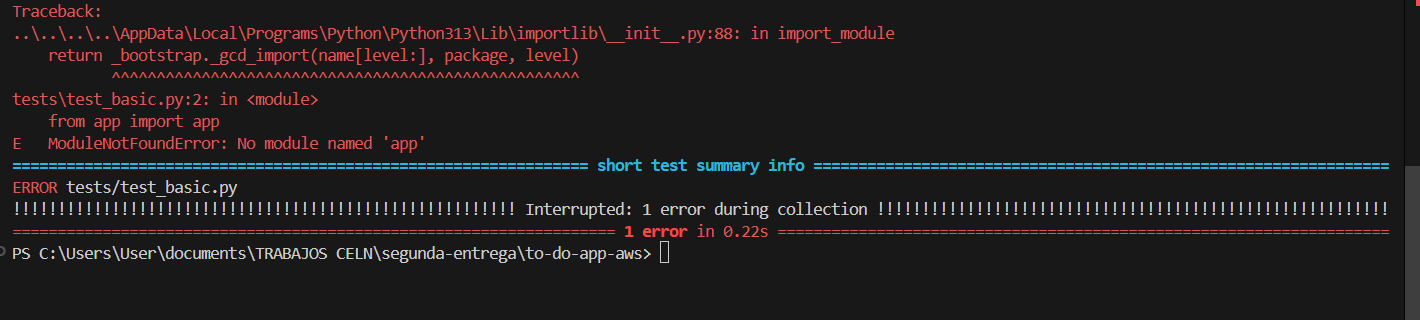 Traceback:
..\..\..\..\AppData\Local\Programs\Python\Python313\Lib\importlib\__init__.py:88: in import_module
    return _bootstrap._gcd_import(name[level:], package, level)
           ^^^^^^^^^^^^^^^^^^^^^^^^^^^^^^^^^^^^^^^^^^^^^^^^^^^^
tests\test_basic.py:2: in <module>
    from app import app
E   ModuleNotFoundError: No module named 'app'
================================================================ short test summary info ================================================================
ERROR tests/test_basic.py
!!!!!!!!!!!!!!!!!!!!!!!!!!!!!!!!!!!!!!!!!!!!!!!!!!!!!!!! Interrupted: 1 error during collection !!!!!!!!!!!!!!!!!!!!!!!!!!!!!!!!!!!!!!!!!!!!!!!!!!!!!!!!!
=================================================================== 1 error in 0.22s ====================================================================
PS C:\Users\User\documents\TRABAJOS CELN\segunda-entrega\to-do-app-aws>